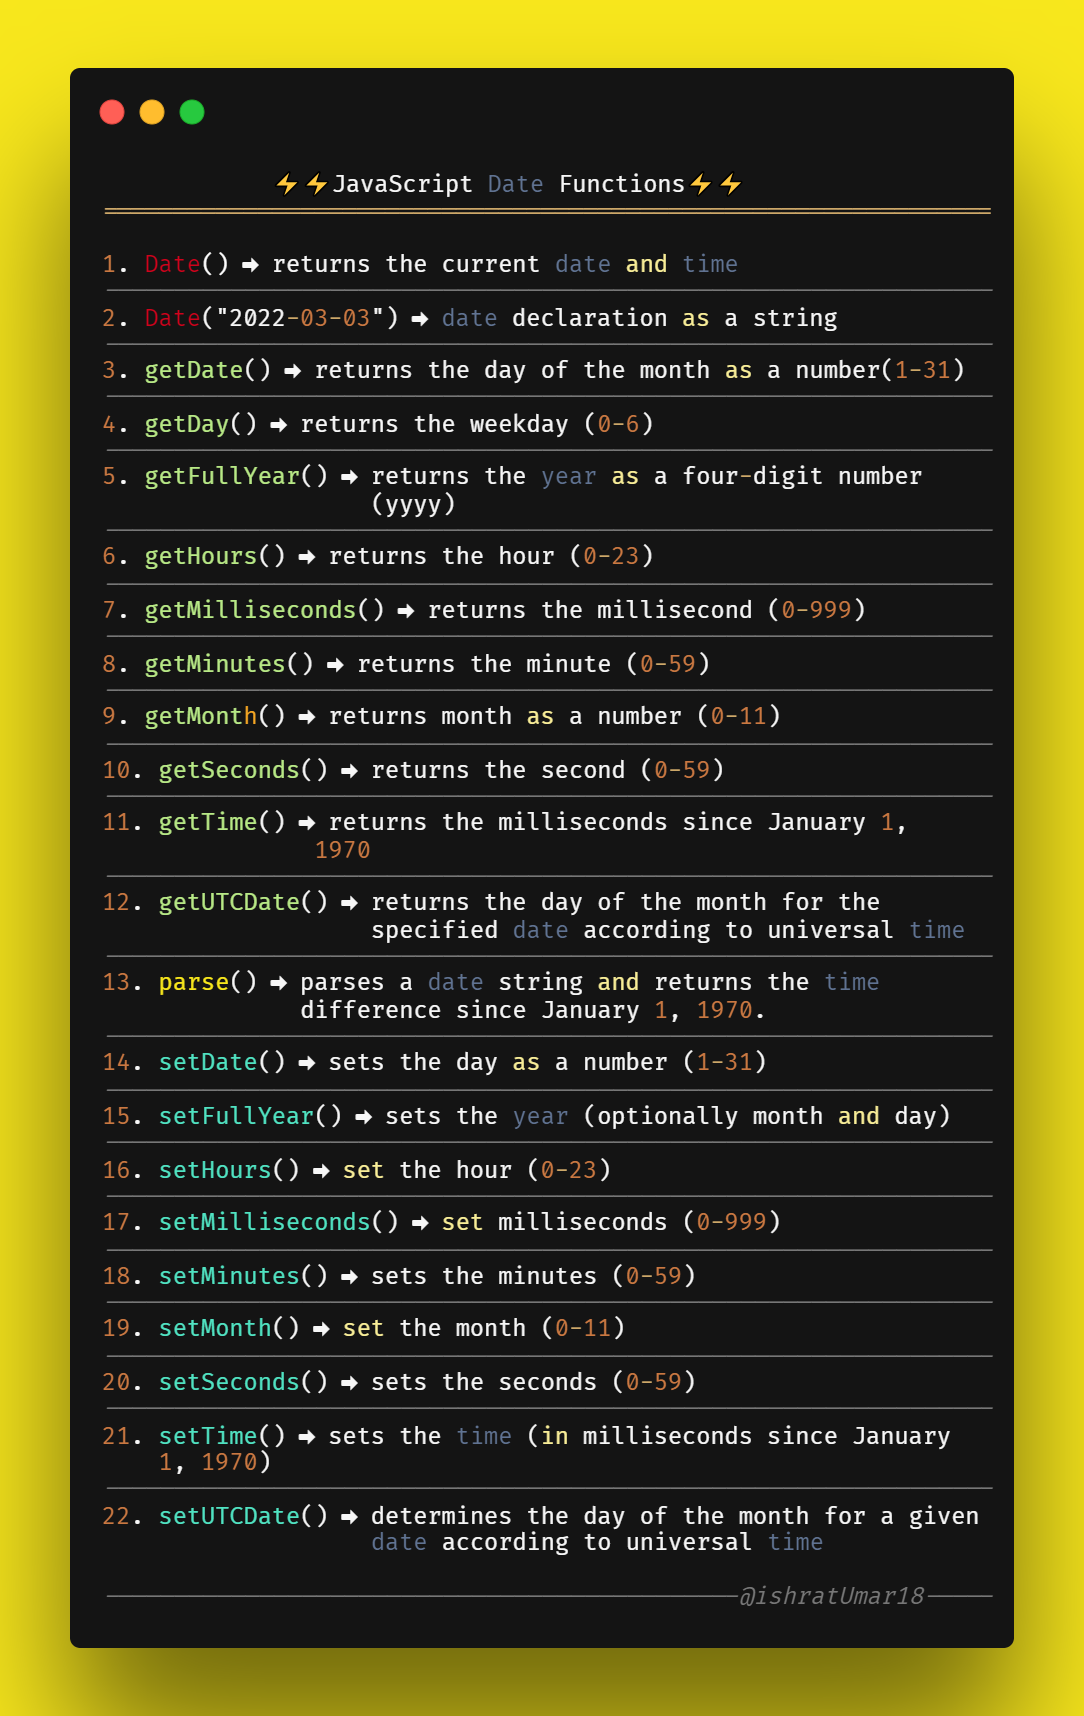 ⚡⚡JavaScript Date Functions⚡⚡
1. Date() ➡ returns the current date and time
2. Date("2022-03-03") ➡ date declaration as a string
3. getDate() ➡ returns the day of the month as a number(1-31)
4. getDay() ➡ returns the weekday (0-6)
5. getFullYear() ➡ returns the year as a four-digit number
(yyyy)
6. getHours() ➡ returns the hour (0-23)
7. getMilliseconds() ➡ returns the millisecond (0-999)
8. getMinutes() ➡ returns the minute (0-59)
9. getMonth() ➡ returns month as a number (0-11)
10. getSeconds() ➡ returns the second (0-59)
11. getTime() ➡ returns the milliseconds since January 1,
1970
12. getUTCDate() ➡ returns the day of the month for the
specified date according to universal time
13. parse() ➡ parses a date string and returns the time
difference since January 1, 1970.
14. setDate() ➡ sets the day as a number (1-31)
15. setFullYear() ➡ sets the year (optionally month and day)
16. setHours() ➡ set the hour (0-23)
17. setMilliseconds() ➡ set milliseconds (0-999)
18. setMinutes() ➡ sets the minutes (0-59)
19. setMonth() ➡ set the month (0-11)
20. setSeconds() ➡ sets the seconds (0-59)
21. setTime() ➡ sets the time (in milliseconds since January
1, 1970)
22. setUTCDate() ➡ determines the day of the month for a given
date according to universal time
@ishratUmar18